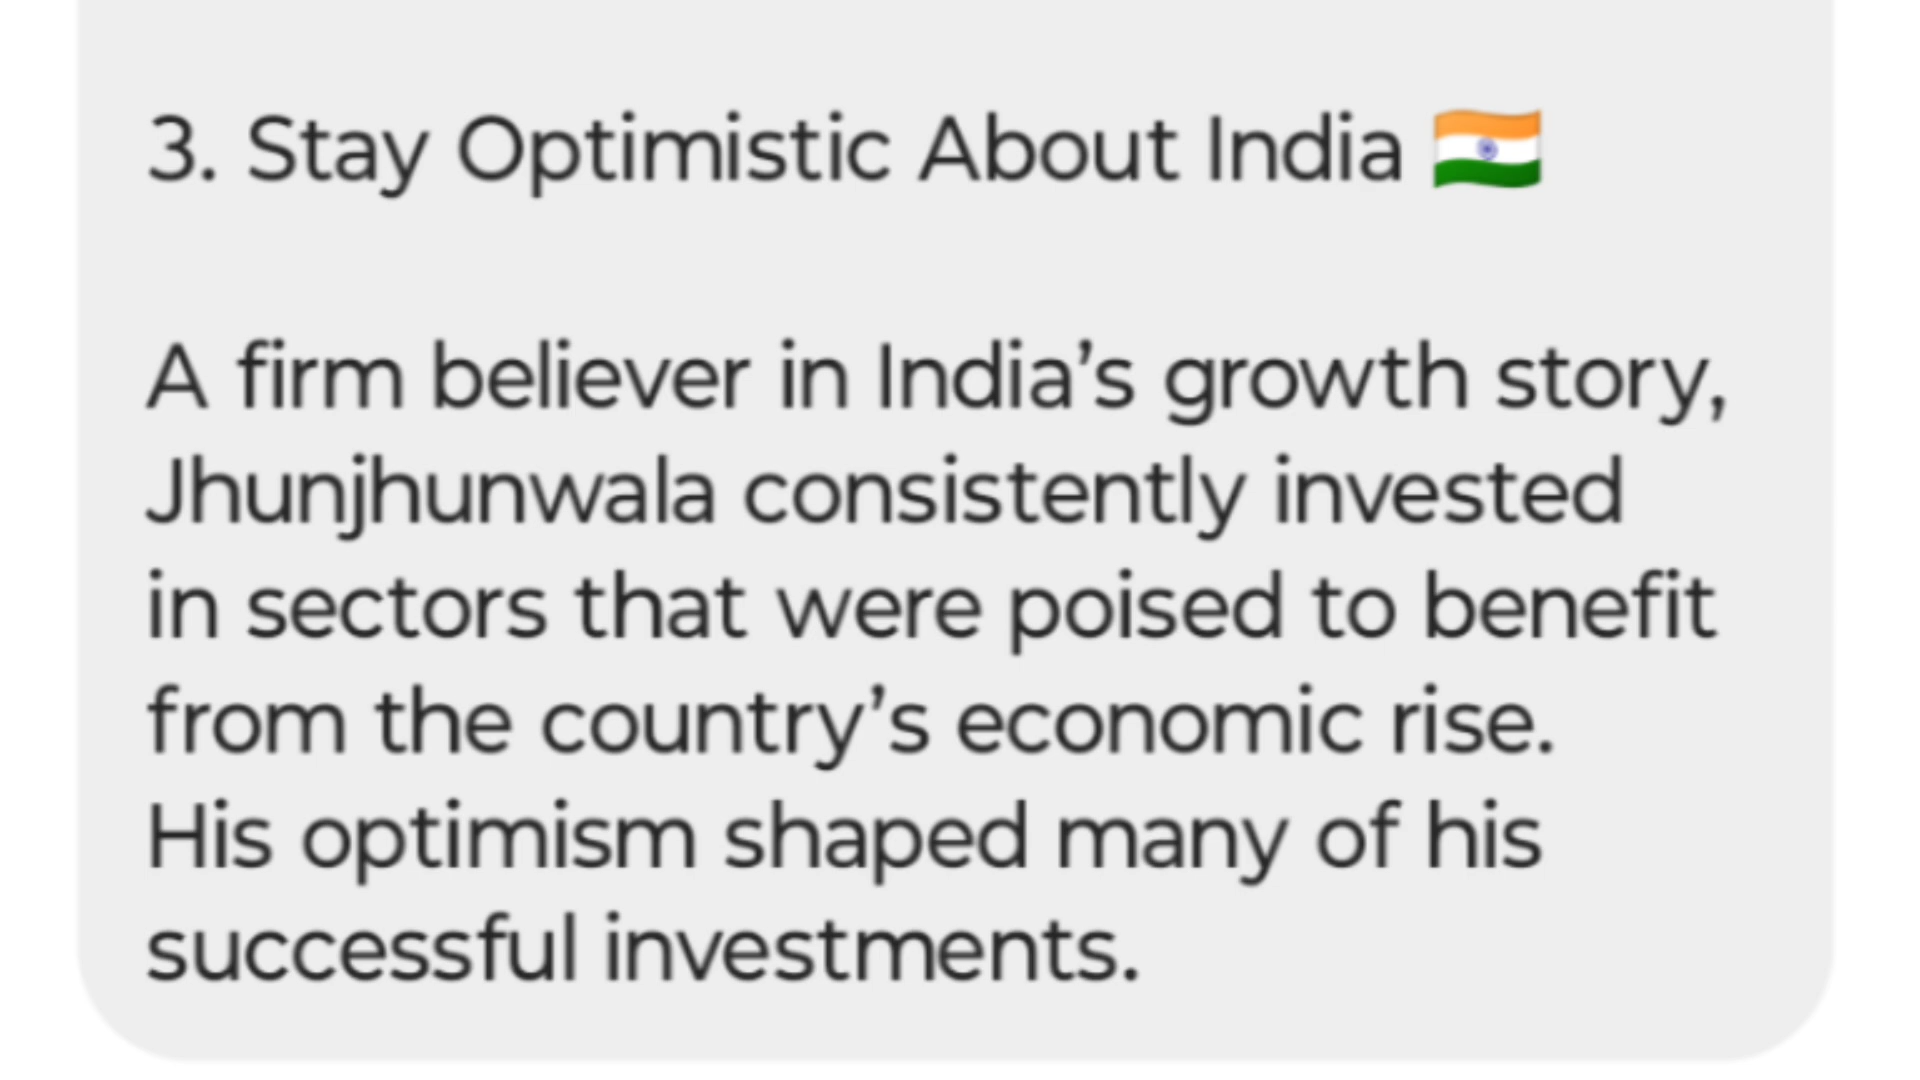 3. Stay Optimistic About India 🇮🇳
A firm believer in India’s growth story,
Jhunjhunwala consistently invested
in sectors that were poised to benefit
from the country’s economic rise.
His optimism shaped many of his
successful investments.